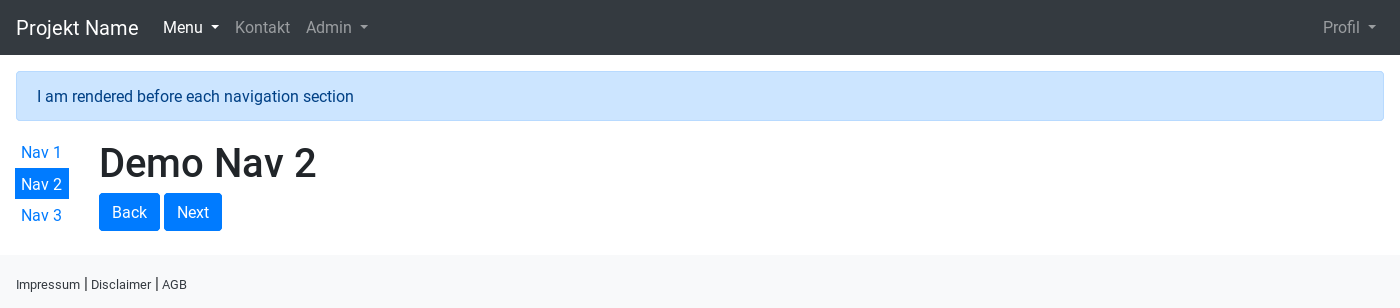 Projekt Name Menu Kontakt Admin Profil
I am rendered before each navigation section
Nav 1
Nav 2
Nav 3
Demo Nav 2
Back Next
Impressum | Disclaimer | AGB